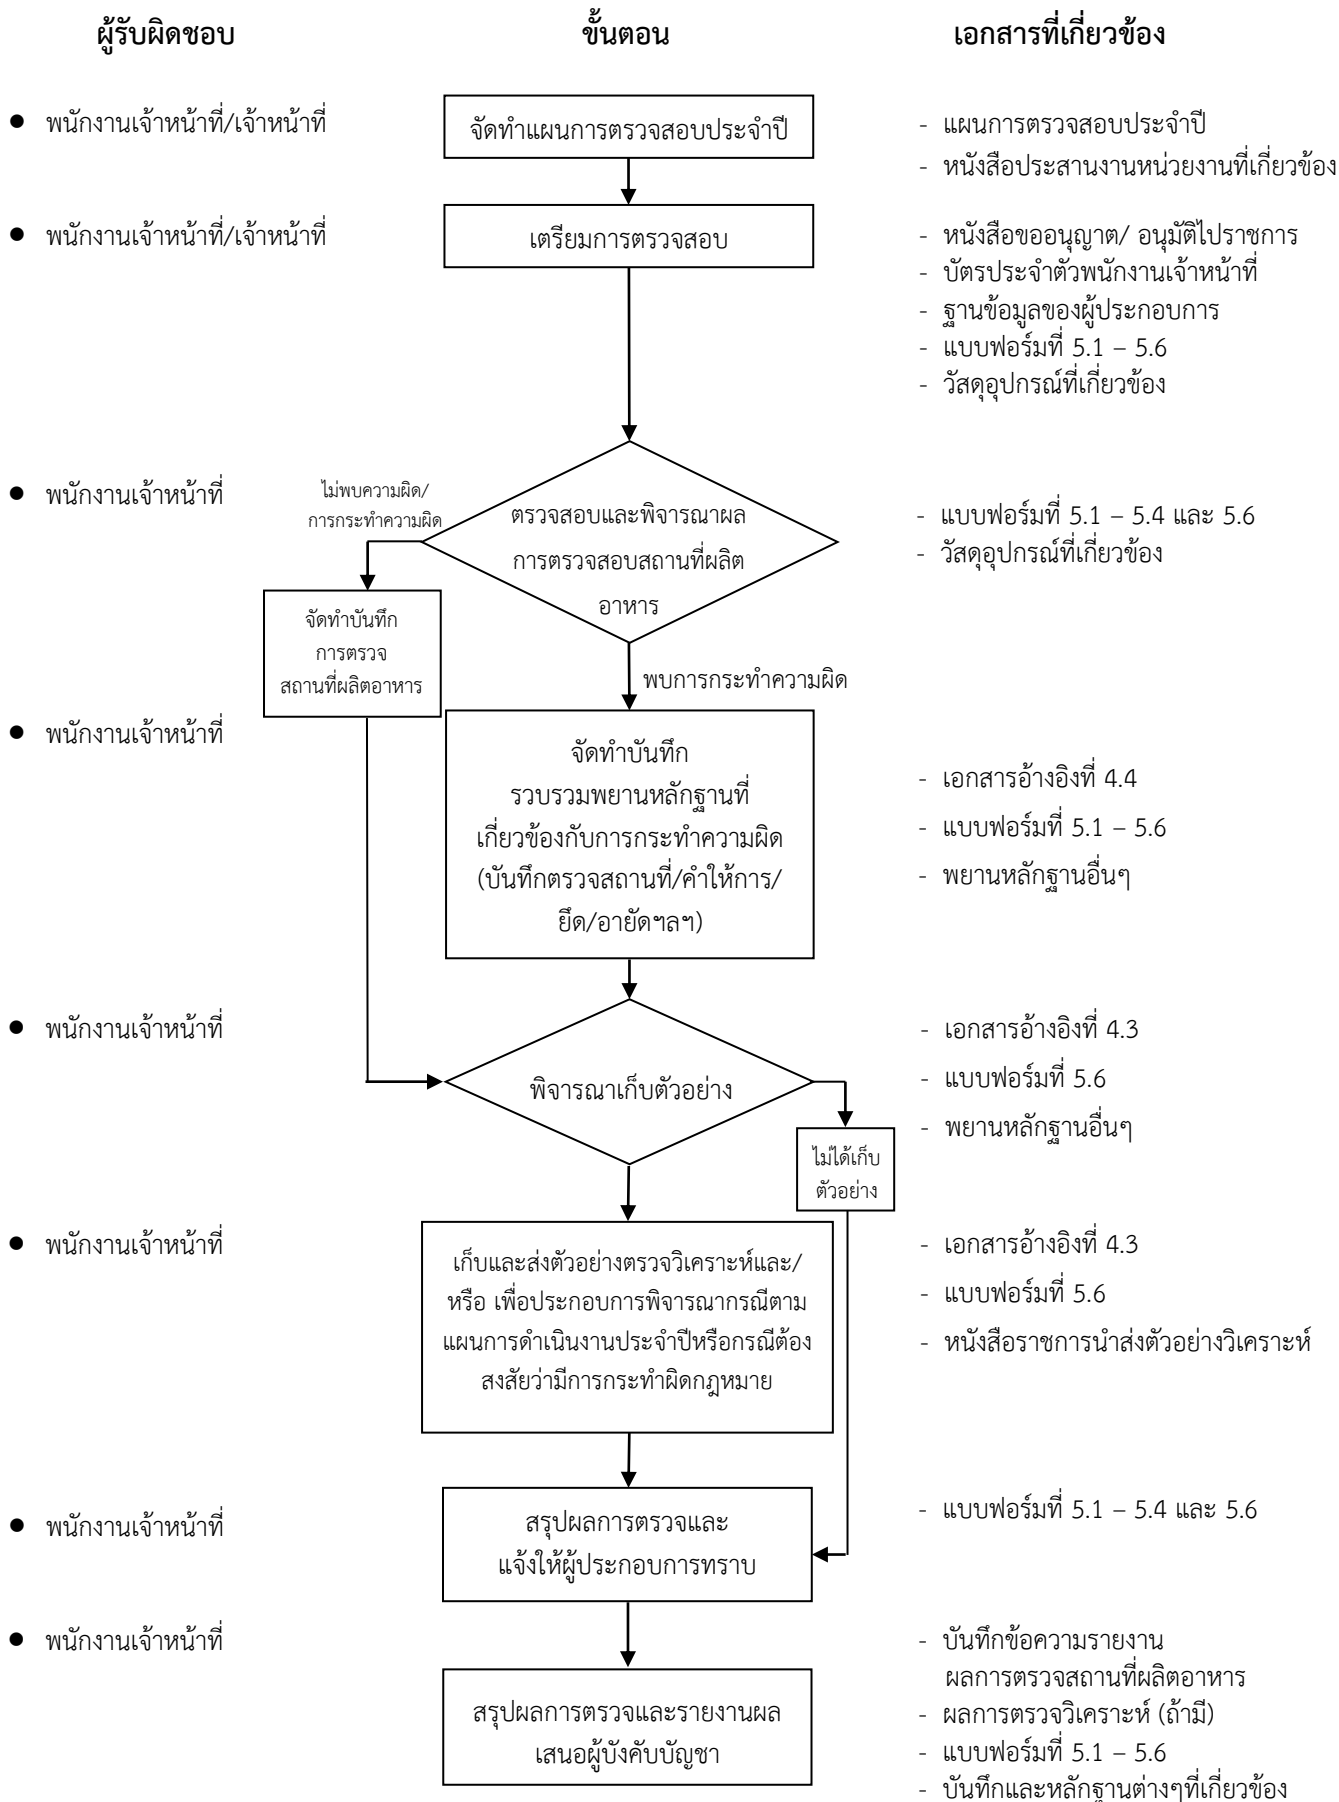 ผู้รับผิดชอบ
ขั้นตอน
เอกสารที่เกี่ยวข้อง
● พนักงานเจ้าหน้าที่/เจ้าหน้าที่
จัดทำแผนการตรวจสอบประจำปี
- แผนการตรวจสอบประจำปี
- หนังสือประสานงานหน่วยงานที่เกี่ยวข้อง
● พนักงานเจ้าหน้าที่/เจ้าหน้าที่
เตรียมการตรวจสอบ
- หนังสือขออนุญาต/ อนุมัติไปราชการ
- บัตรประจำตัวพนักงานเจ้าหน้าที่
- ฐานข้อมูลของผู้ประกอบการ
- แบบฟอร์มที่ 5.1 – 5.6
- วัสดุอุปกรณ์ที่เกี่ยวข้อง
● พนักงานเจ้าหน้าที่
ไม่พบความผิด/
การกระทำความผิด
ตรวจสอบและพิจารณาผล
การตรวจสอบสถานที่ผลิต
อาหาร
- แบบฟอร์มที่ 5.1 – 5.4 และ 5.6
- วัสดุอุปกรณ์ที่เกี่ยวข้อง
จัดทำบันทึก
การตรวจ
สถานที่ผลิตอาหาร
พบการกระทำความผิด
● พนักงานเจ้าหน้าที่
จัดทำบันทึก
รวบรวมพยานหลักฐานที่
เกี่ยวข้องกับการกระทำความผิด
(บันทึกตรวจสถานที่/คำให้การ/
ยึด/อายัดฯลฯ)
- เอกสารอ้างอิงที่ 4.4
- แบบฟอร์มที่ 5.1 – 5.6
- พยานหลักฐานอื่นๆ
● พนักงานเจ้าหน้าที่
พิจารณาเก็บตัวอย่าง
- เอกสารอ้างอิงที่ 4.3
- แบบฟอร์มที่ 5.6
- พยานหลักฐานอื่นๆ
ไม่ได้เก็บ
ตัวอย่าง
● พนักงานเจ้าหน้าที่
เก็บและส่งตัวอย่างตรวจวิเคราะห์และ/
หรือ เพื่อประกอบการพิจารณากรณีตาม
แผนการดำเนินงานประจำปีหรือกรณีต้อง
สงสัยว่ามีการกระทำผิดกฎหมาย
- เอกสารอ้างอิงที่ 4.3
- แบบฟอร์มที่ 5.6
- หนังสือราชการนำส่งตัวอย่างวิเคราะห์
● พนักงานเจ้าหน้าที่
สรุปผลการตรวจและ
แจ้งให้ผู้ประกอบการทราบ
- แบบฟอร์มที่ 5.1 – 5.4 และ 5.6
● พนักงานเจ้าหน้าที่
สรุปผลการตรวจและรายงานผล
เสนอผู้บังคับบัญชา
- บันทึกข้อความรายงาน
ผลการตรวจสถานที่ผลิตอาหาร
- ผลการตรวจวิเคราะห์ (ถ้ามี)
- แบบฟอร์มที่ 5.1 – 5.6
- บันทึกและหลักฐานต่างๆที่เกี่ยวข้อง